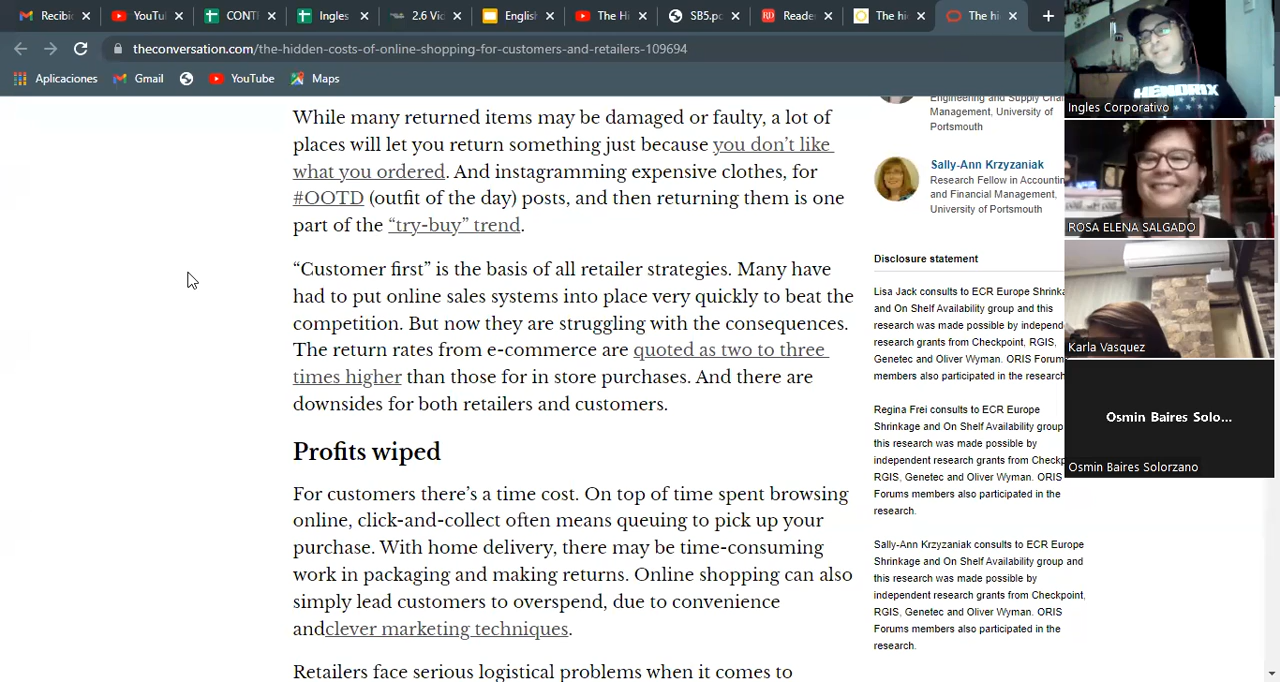 Recibic
YouTu
CONT
Ingles
2.6 Vic
English
The Hi
SB5.pc
Reade
The hi
The hi
theconversation.com/the-hidden-costs-of-online-shopping-for-customers-and-retailers-109694
Aplicaciones
Gmail
YouTube
Maps
While many returned items may be damaged or faulty, a lot of
places will let you return something just because you don't like
what you ordered. And instagramming expensive clothes, for
#OOTD (outfit of the day) posts, and then returning them is one
part of the “try-buy” trend.
“Customer first” is the basis of all retailer strategies. Many have
had to put online sales systems into place very quickly to beat the
competition. But now they are struggling with the consequences.
The return rates from e-commerce are quoted as two to three
times higher than those for in store purchases. And there are
downsides for both retailers and customers.
Profits wiped
For customers there’s a time cost. On top of time spent browsing
online, click-and-collect often means queuing to pick up your
purchase. With home delivery, there may be time-consuming
work in packaging and making returns. Online shopping can also
simply lead customers to overspend, due to convenience
andclever marketing techniques.
Retailers face serious logistical problems when it comes to
Engineering and Supply Chai
Management, University of
Portsmouth
Sally-Ann Krzyzaniak
Research Fellow in Accountin
and Financial Management,
University of Portsmouth
Disclosure statement
Lisa Jack consults to ECR Europe Shrinka
and On Shelf Availability group and this
research was made possible by independ
research grants from Checkpoint, RGIS,
Genetec and Oliver Wyman. ORIS Forum
members also participated in the research
Regina Frei consults to ECR Europe
Shrinkage and On Shelf Availability group
this research was made possible by
independent research grants from Checkp
RGIS, Genetec and Oliver Wyman. ORIS
Forums members also participated in the
research.
Sally-Ann Krzyzaniak consults to ECR Europe
Shrinkage and On Shelf Availability group and
this research was made possible by
independent research grants from Checkpoint,
RGIS, Genetec and Oliver Wyman. ORIS
Forums members also participated in the
research.
HENDRIX
Ingles Corporativo
ROSA ELENA SALGADO
Karla Vasquez
Osmin Baires Solo...
Osmin Baires Solorzano